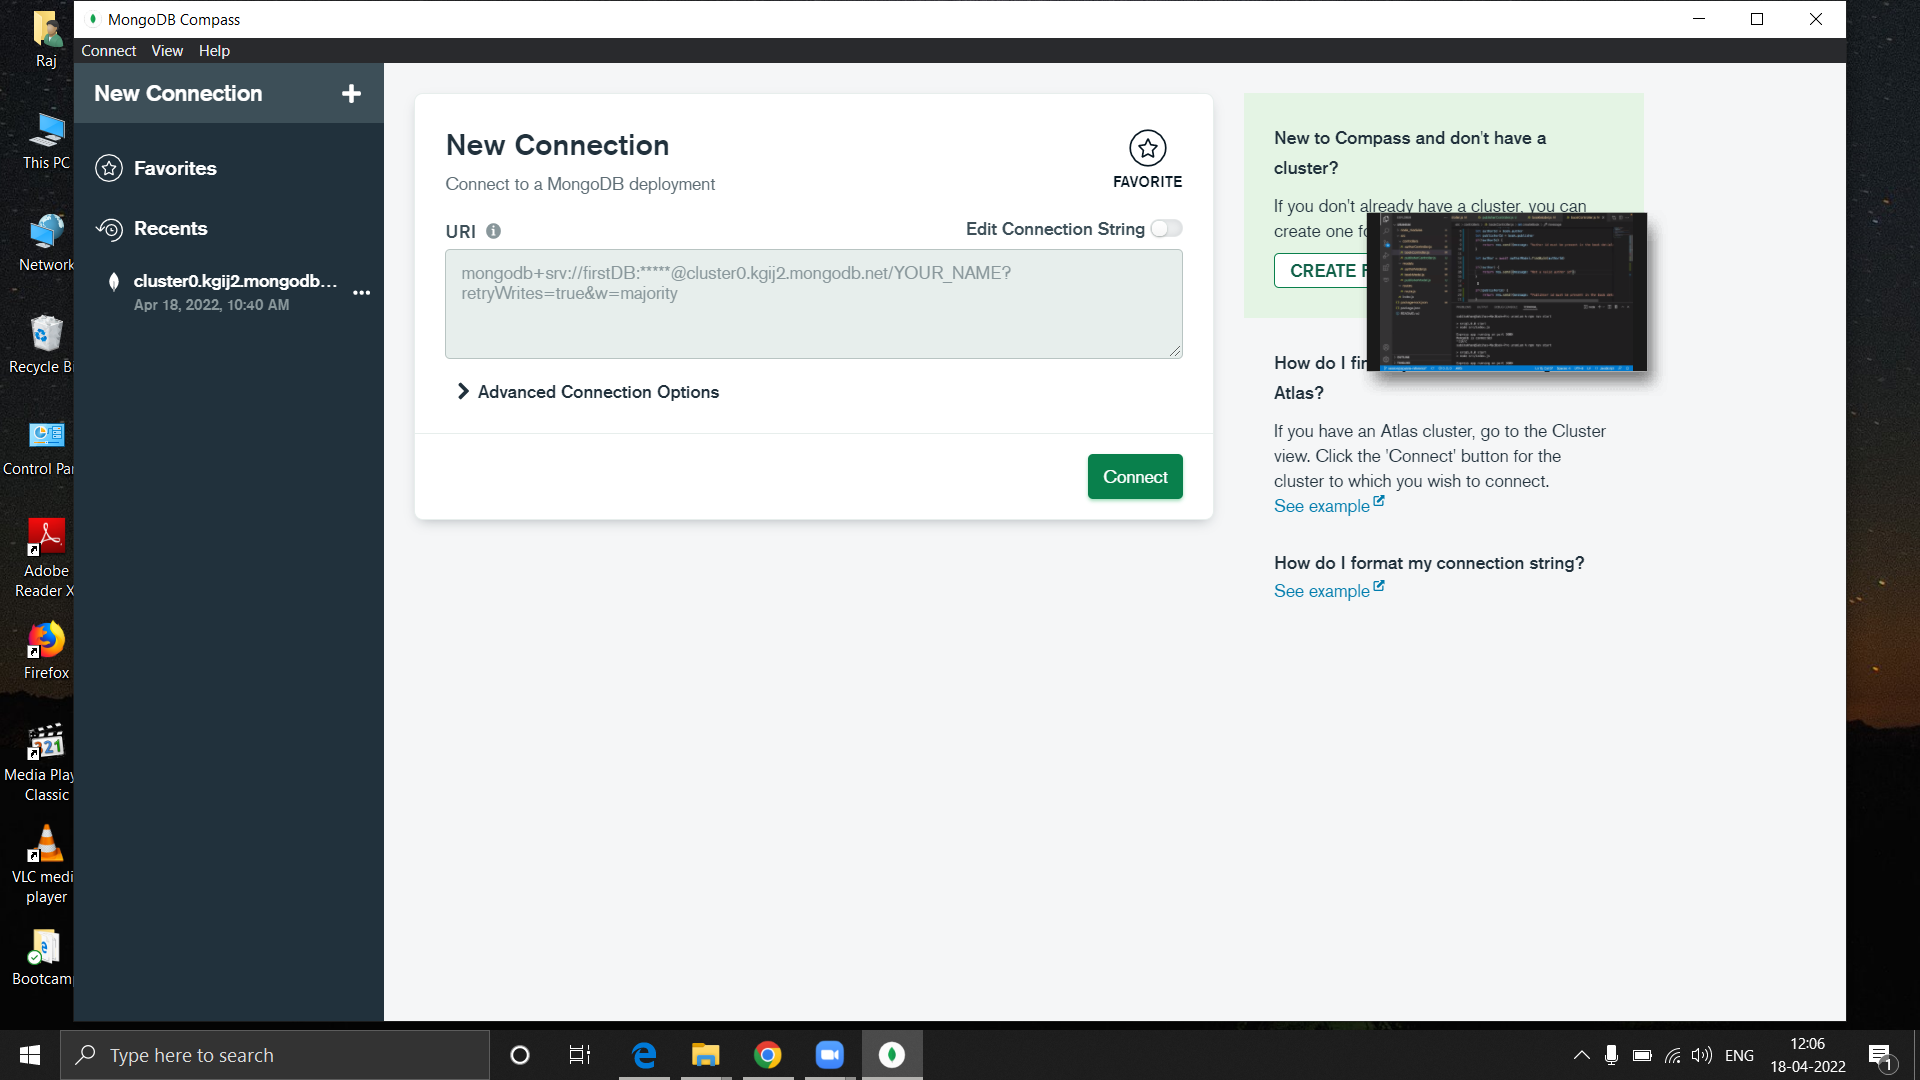 Raj
This PC
Network
Recycle B
Control Pa
Adobe
Reader X
Firefox
Media Play
Classic
VLC medi
player
Bootcam
MongoDB Compass
Connect View Help
New Connection
Favorites
Recents
cluster0.kgij2.mongodb...
Apr 18, 2022, 10:40 AM
New Connection
Connect to a MongoDB deployment
FAVORITE
URI
Edit Connection String
mongodb+srv://firstDB:*****@cluster0.kgij2.mongodb.net/YOUR_NAME?
retryWrites=true&w=majority
Advanced Connection Options
Connect
New to Compass and don't have a
cluster?
If you don't already have a cluster, you can
create one fo
CREATE F
How do I fin
Atlas?
If you have an Atlas cluster, go to the Cluster
view. Click the 'Connect' button for the
cluster to which you wish to connect.
See example
How do I format my connection string?
See example
Type here to search
ENG
12:06
18-04-2022
1